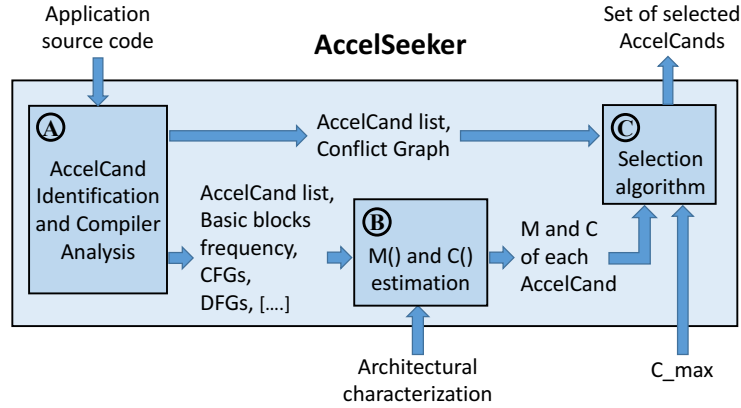 Application
source code
AccelSeeker
Set of selected
AccelCands
A
AccelCand
Identification
and Compiler
Analysis
AccelCand list,
Conflict Graph
C
Selection
algorithm
AccelCand list,
Basic blocks
frequency,
CFGs,
DFGs, [....]
B
M() and C()
estimation
M and C
of each
AccelCand
Architectural
characterization
C_max